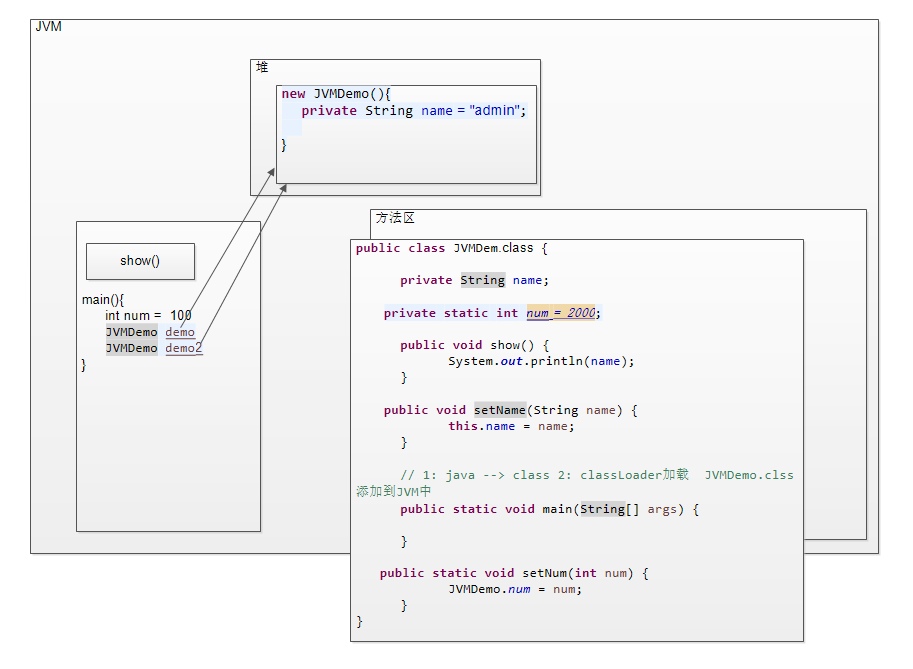 JVM
堆
new JVMDemo(){
private String name = "admin";
}
方法区
show()
main(){
int num = 100
JVMDemo demo
JVMDemo demo2
}
public class JVMDem.class {
private String name;
private static int num = 2000;
public void show() {
System.out.println(name);
}
public void setName(String name) {
this.name = name;
}
// 1: java --> class 2: classLoader加载 JVMDemo.clss
添加到JVM中
public static void main(String[] args) {
}
public static void setNum(int num) {
JVMDemo.num = num;
}
}